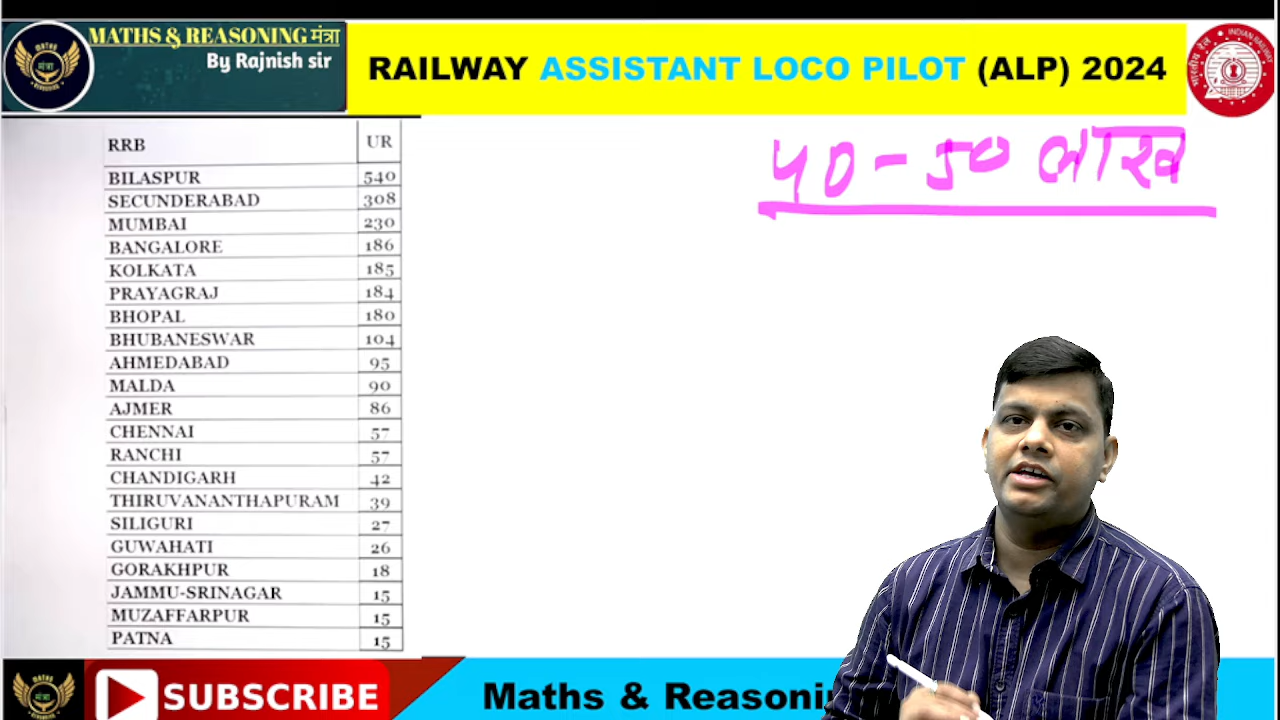 MATHS & REASONING मंत्रा
By Rajnish sir
RAILWAY ASSISTANT LOCO PILOT (ALP) 2024
40-50 लाख
RRB UR
BILASPUR 540
SECUNDERABAD 308
MUMBAI 230
BANGALORE 186
KOLKATA 185
PRAYAGRAJ 184
BHOPAL 180
BHUBANESWAR 104
AHMEDABAD 95
MALDA 90
AJMER 86
CHENNAI 57
RANCHI 57
CHANDIGARH 42
THIRUVANANTHAPURAM 39
SILIGURI 27
GUWAHATI 26
GORAKHPUR 18
JAMMU-SRINAGAR 15
MUZAFFARPUR 15
PATNA 15
SUBSCRIBE
Maths & Reasoni